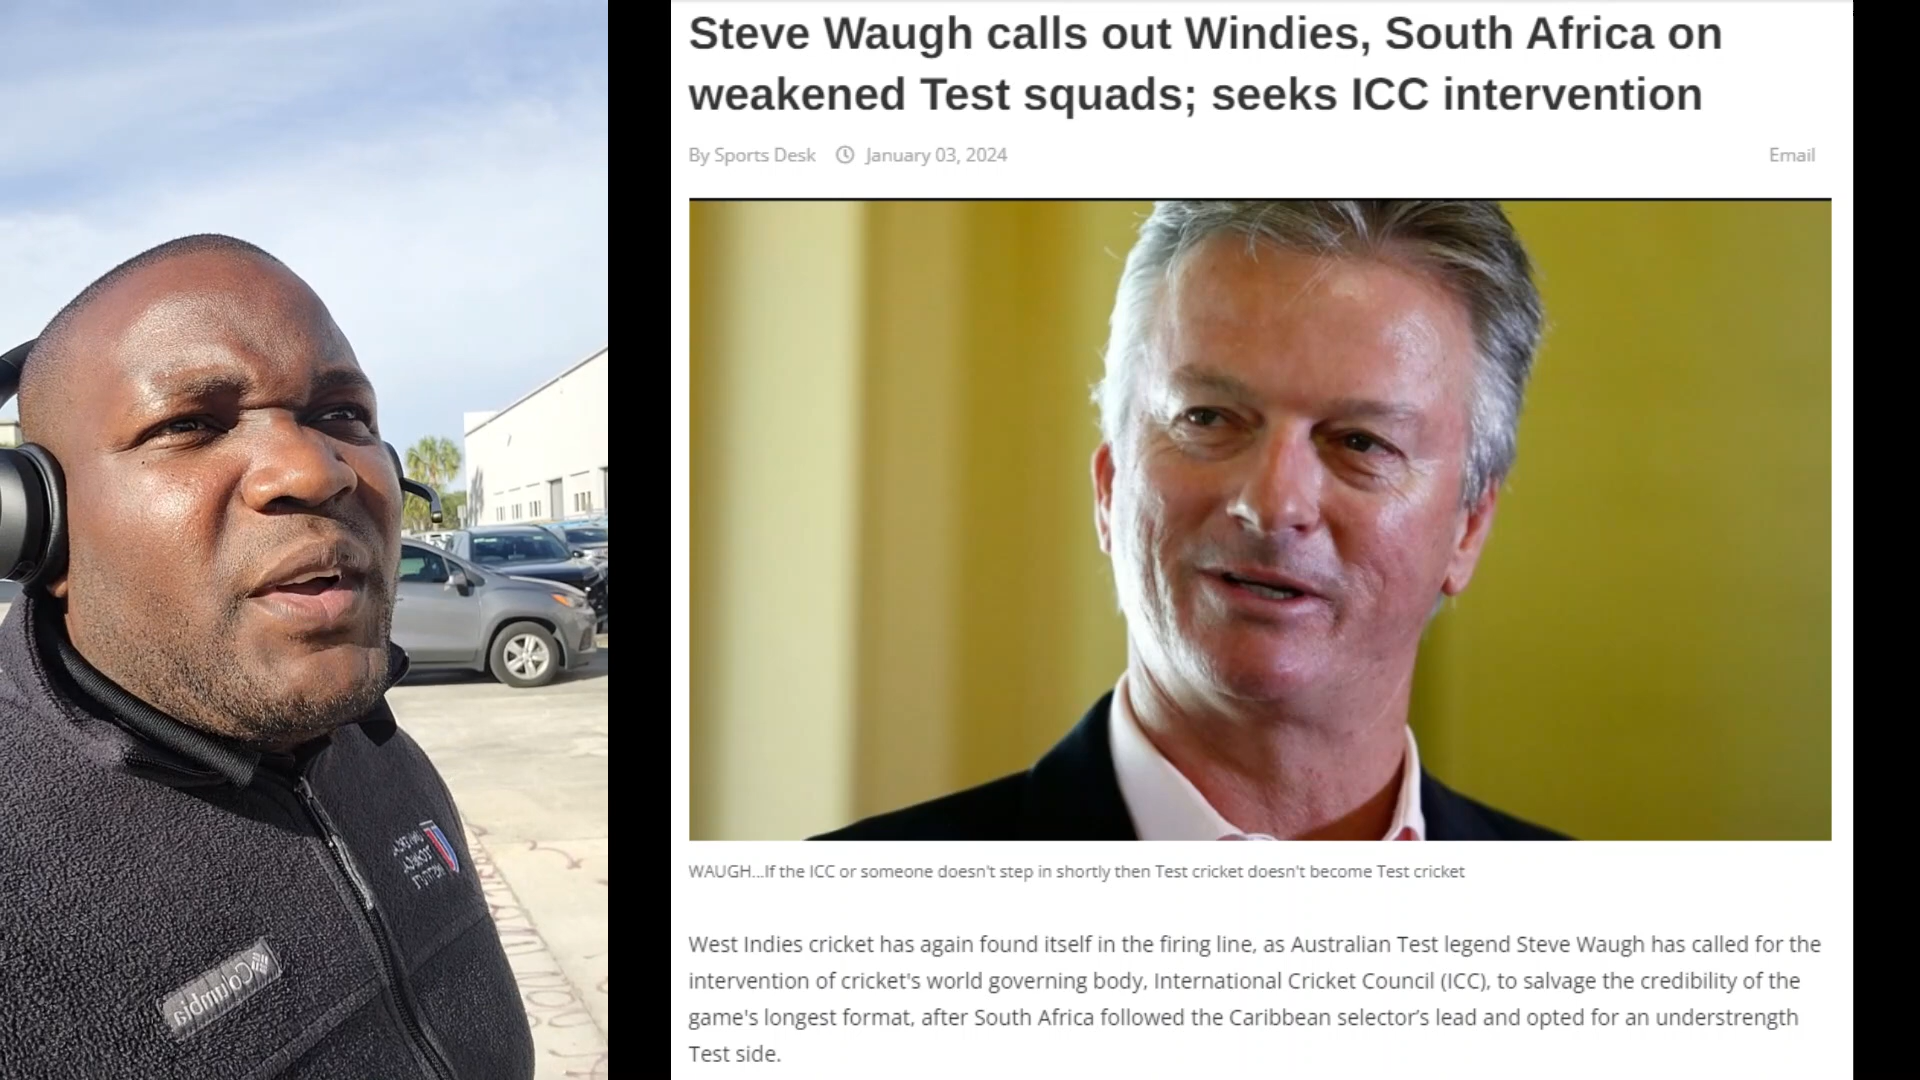 Steve Waugh calls out Windies, South Africa on
weakened Test squads; seeks ICC intervention
By Sports Desk January 03, 2024 Email
WAUGH...If the ICC or someone doesn't step in shortly then Test cricket doesn't become Test cricket
West Indies cricket has again found itself in the firing line, as Australian Test legend Steve Waugh has called for the
intervention of cricket's world governing body, International Cricket Council (ICC), to salvage the credibility of the
game's longest format, after South Africa followed the Caribbean selector’s lead and opted for an understrength
Test side.
Columbia